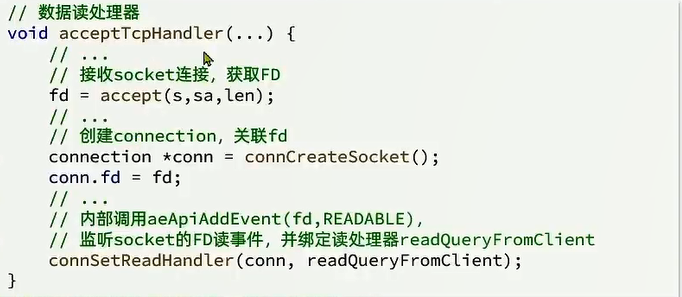 // 数据读处理器
void acceptTcpHandler(...) {
    // ...
    // 接收socket连接，获取FD
    fd = accept(s,sa,len);
    // ...
    // 创建connection，关联fd
    connection *conn = connCreateSocket();
    conn.fd = fd;
    // ...
    // 内部调用aeApiAddEvent(fd,READABLE),
    // 监听socket的FD读事件，并绑定读处理器readQueryFromClient
    connSetReadHandler(conn, readQueryFromClient);
}